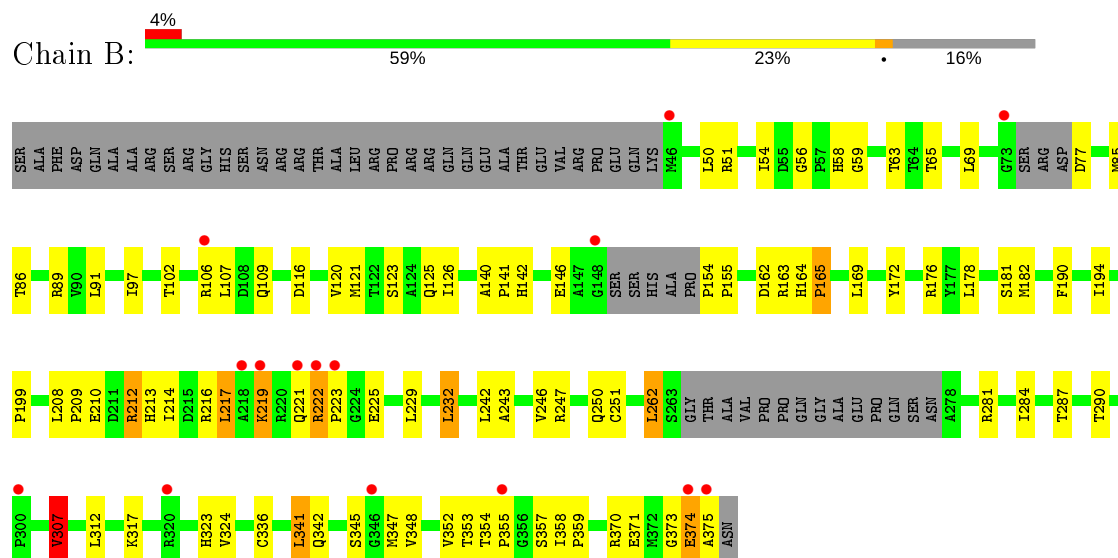 4%
Chain B:
59% 23% • 16%
SER ALA PHE ASP GLN ALA ALA ARG SER ARG GLY HIS SER ASN ARG ARG THR ALA LEU ARG PRO ARG ARG GLN GLN GLU ALA THR GLU VAL ARG PRO GLU GLN LYS M46 L50 R51 I54 D55 G56 P57 H58 G59 T63 T64 T65 L69 G73 SER ARG ASP D77 M85
T86 R89 V90 L91 I97 T102 R106 L107 D108 Q109 D116 V120 M121 T122 S123 A124 Q125 I126 A140 P141 H142 E146 A147 G148 SER SER HIS ALA PRO P154 P155 D162 R163 H164 P165 L169 Y172 R176 Y177 L178 S181 M182 F190 I194
P199 L208 P209 E210 D211 R212 H213 I214 D215 R216 L217 A218 K219 R220 Q221 R222 P223 G224 E225 L229 L232 L242 A243 V246 R247 Q250 C251 L262 S263 GLY THR ALA VAL PRO PRO GLN GLY ALA GLU PRO GLN SER ASN A278 R281 I284 T287 T290
P300 V307 L312 K317 R320 H323 V324 C336 L341 Q342 S345 G346 M347 V348 V352 T353 T354 P355 G356 S357 I358 P359 R370 E371 M372 G373 E374 A375 ASN